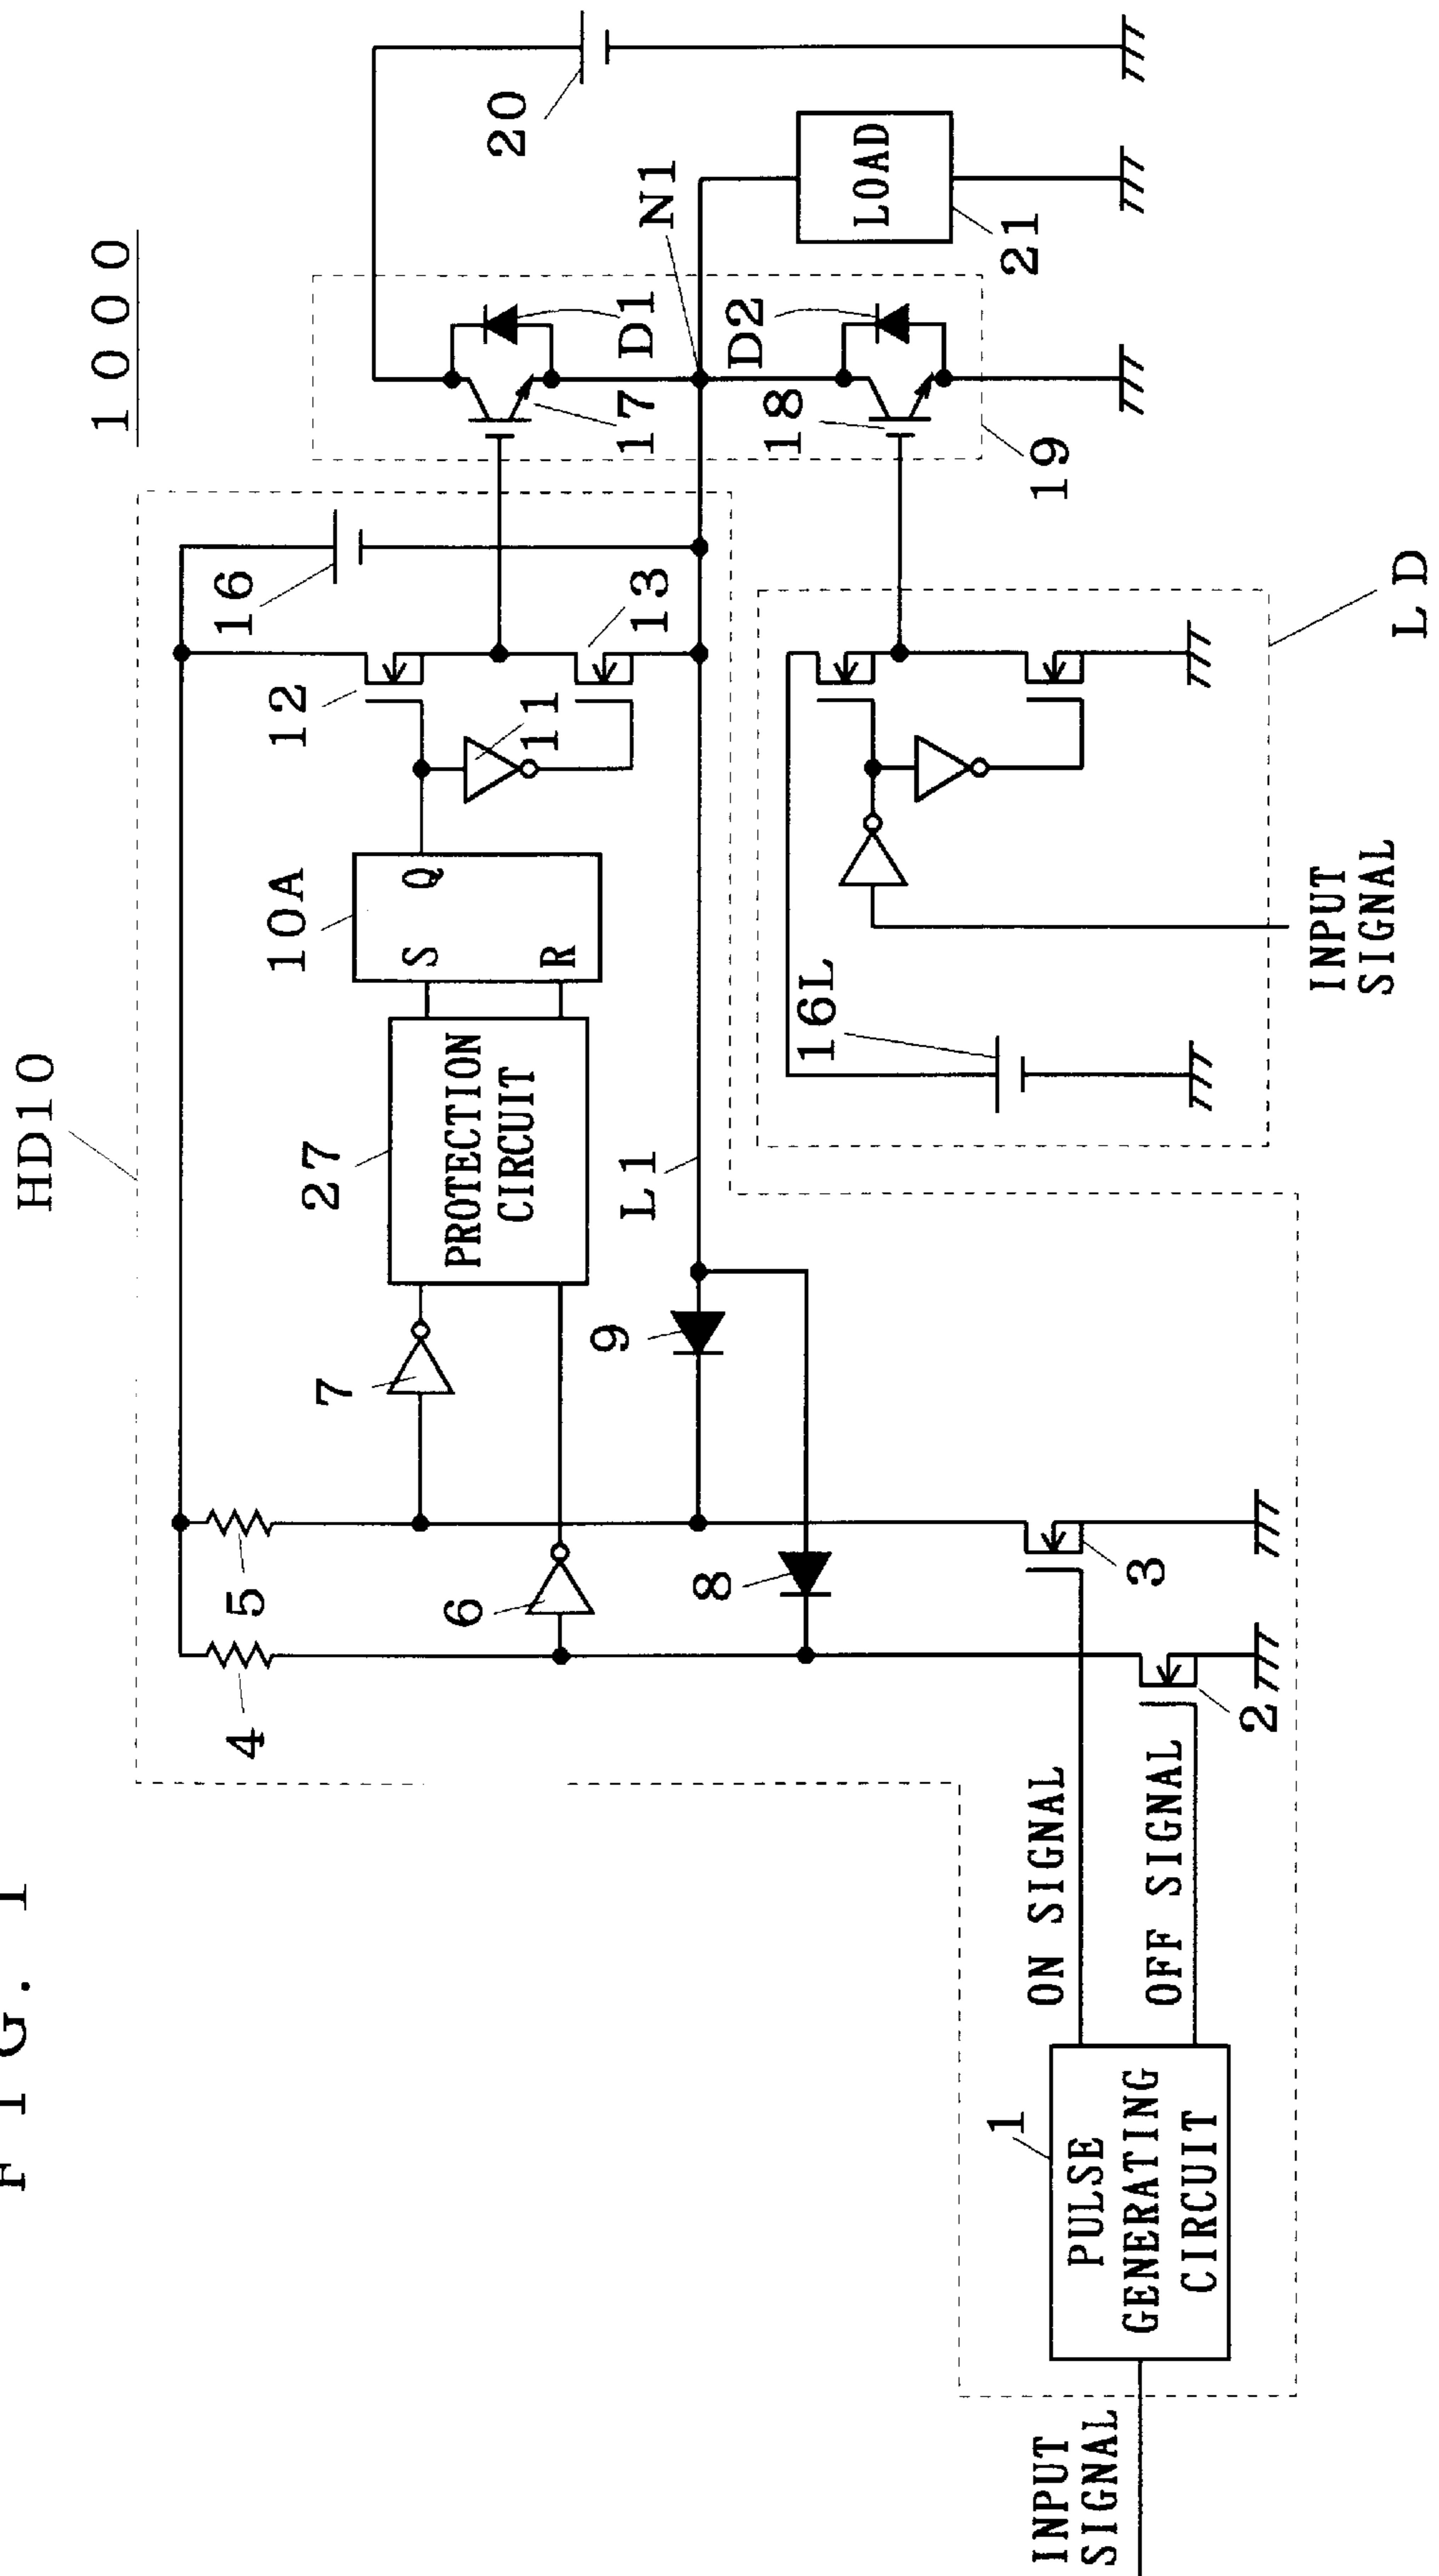 FIG. 1
1000
HD10
4
5
7
6
27
PROTECTION
CIRCUIT
10A
S
R
Q
12
11
13
16
20
17
D1
N1
D2
18
19
LOAD
21
L1
9
8
3
2
16L
LD
INPUT
SIGNAL
ON SIGNAL
OFF SIGNAL
1
PULSE
GENERATING
CIRCUIT
INPUT
SIGNAL